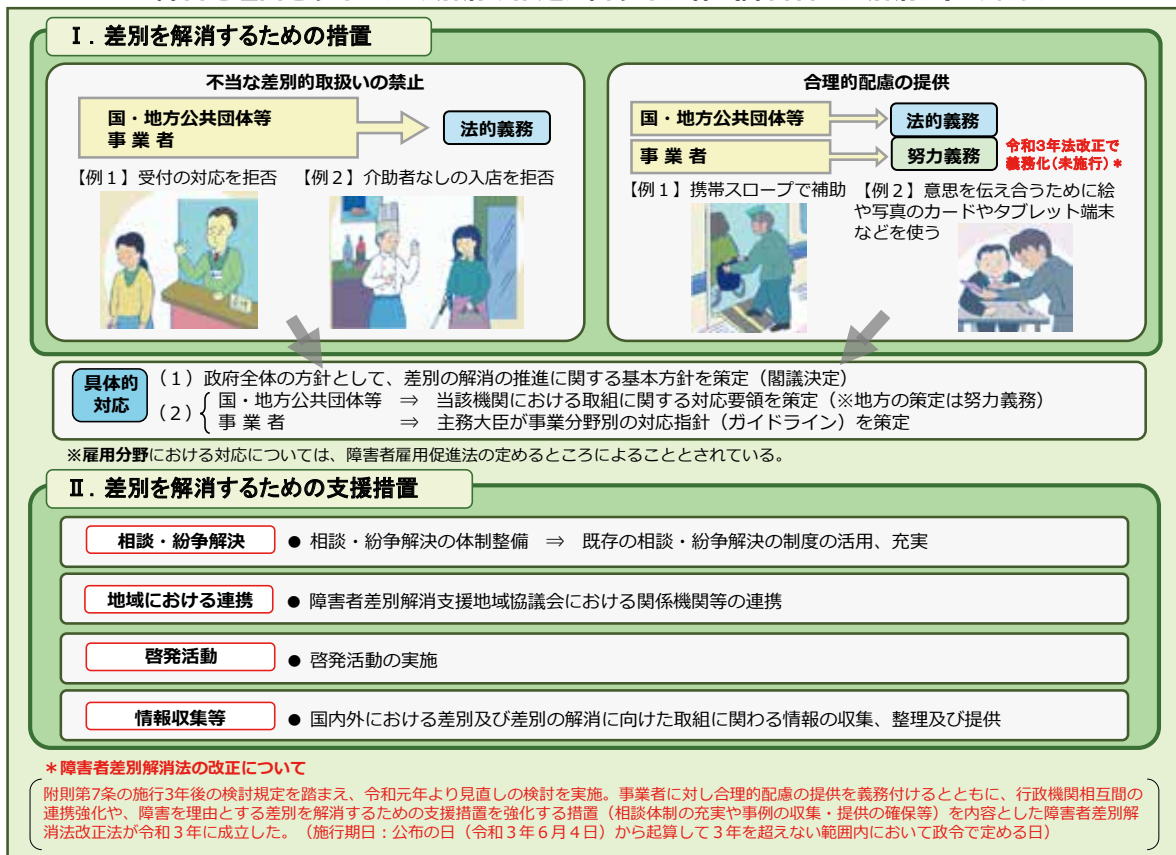 Ⅰ. 差別を解消するための措置
不当な差別的取扱いの禁止
国・地方公共団体等
事 業 者
法的義務
【例１】受付の対応を拒否
【例２】介助者なしの入店を拒否
合理的配慮の提供
国・地方公共団体等
法的義務
事 業 者
努力義務
令和３年法改正で
義務化（未施行）＊
【例１】携帯スロープで補助
【例２】意思を伝え合うために絵
や写真のカードやタブレット端末
などを使う
具体的
対応
（１）政府全体の方針として、差別の解消の推進に関する基本方針を策定（閣議決定）
（２）｛ 国・地方公共団体等 ⇒ 当該機関における取組に関する対応要領を策定（※地方の策定は努力義務）
事 業 者 ⇒ 主務大臣が事業分野別の対応指針（ガイドライン）を策定
※雇用分野における対応については、障害者雇用促進法の定めるところによることとされている。
Ⅱ. 差別を解消するための支援措置
相談・紛争解決 ● 相談・紛争解決の体制整備 ⇒ 既存の相談・紛争解決の制度の活用、充実
地域における連携 ● 障害者差別解消支援地域協議会における関係機関等の連携
啓発活動 ● 啓発活動の実施
情報収集等 ● 国内外における差別及び差別の解消に向けた取組に関わる情報の収集、整理及び提供
＊障害者差別解消法の改正について
附則第7条の施行3年後の検討規定を踏まえ、令和元年より見直しの検討を実施。事業者に対し合理的配慮の提供を義務付けるとともに、行政機関相互間の
連携強化や、障害を理由とする差別を解消するための支援措置を強化する措置（相談体制の充実や事例の収集・提供の確保等）を内容とした障害者差別解
消法改正法が令和３年に成立した。（施行期日：公布の日（令和３年６月４日）から起算して３年を超えない範囲内において政令で定める日）